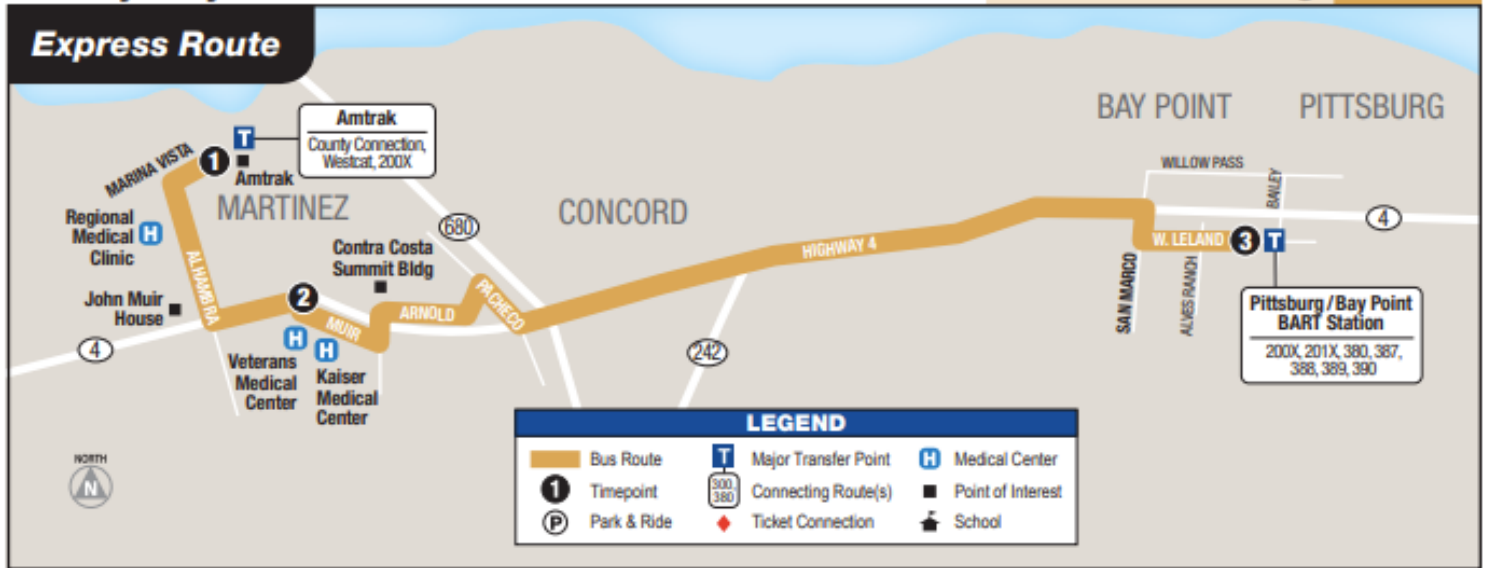 Express Route
BAY POINT
PITTSBURG
Amtrak
County Connection,
Westcat, 200X
T
MARINA VISTA
1
Amtrak
MARTINEZ
Regional
Medical
Clinic
H
ALHAMBRA
John Muir
House
4
CONCORD
680
Contra Costa
Summit Bldg
2
MUIR
ARNOLD
PACHECO
H
Veterans
Medical
Center
H
Kaiser
Medical
Center
HIGHWAY 4
242
WILLOW PASS
BAILEY
4
W. LELAND
3
T
SAN MARCO
ALVES RANCH
Pittsburg/Bay Point
BART Station
200X, 201X, 380, 387,
388, 389, 390
NORTH
N
LEGEND
Bus Route
1
Timepoint
P
Park & Ride
T
Major Transfer Point
300,
380
Connecting Route(s)
Ticket Connection
H
Medical Center
Point of Interest
School